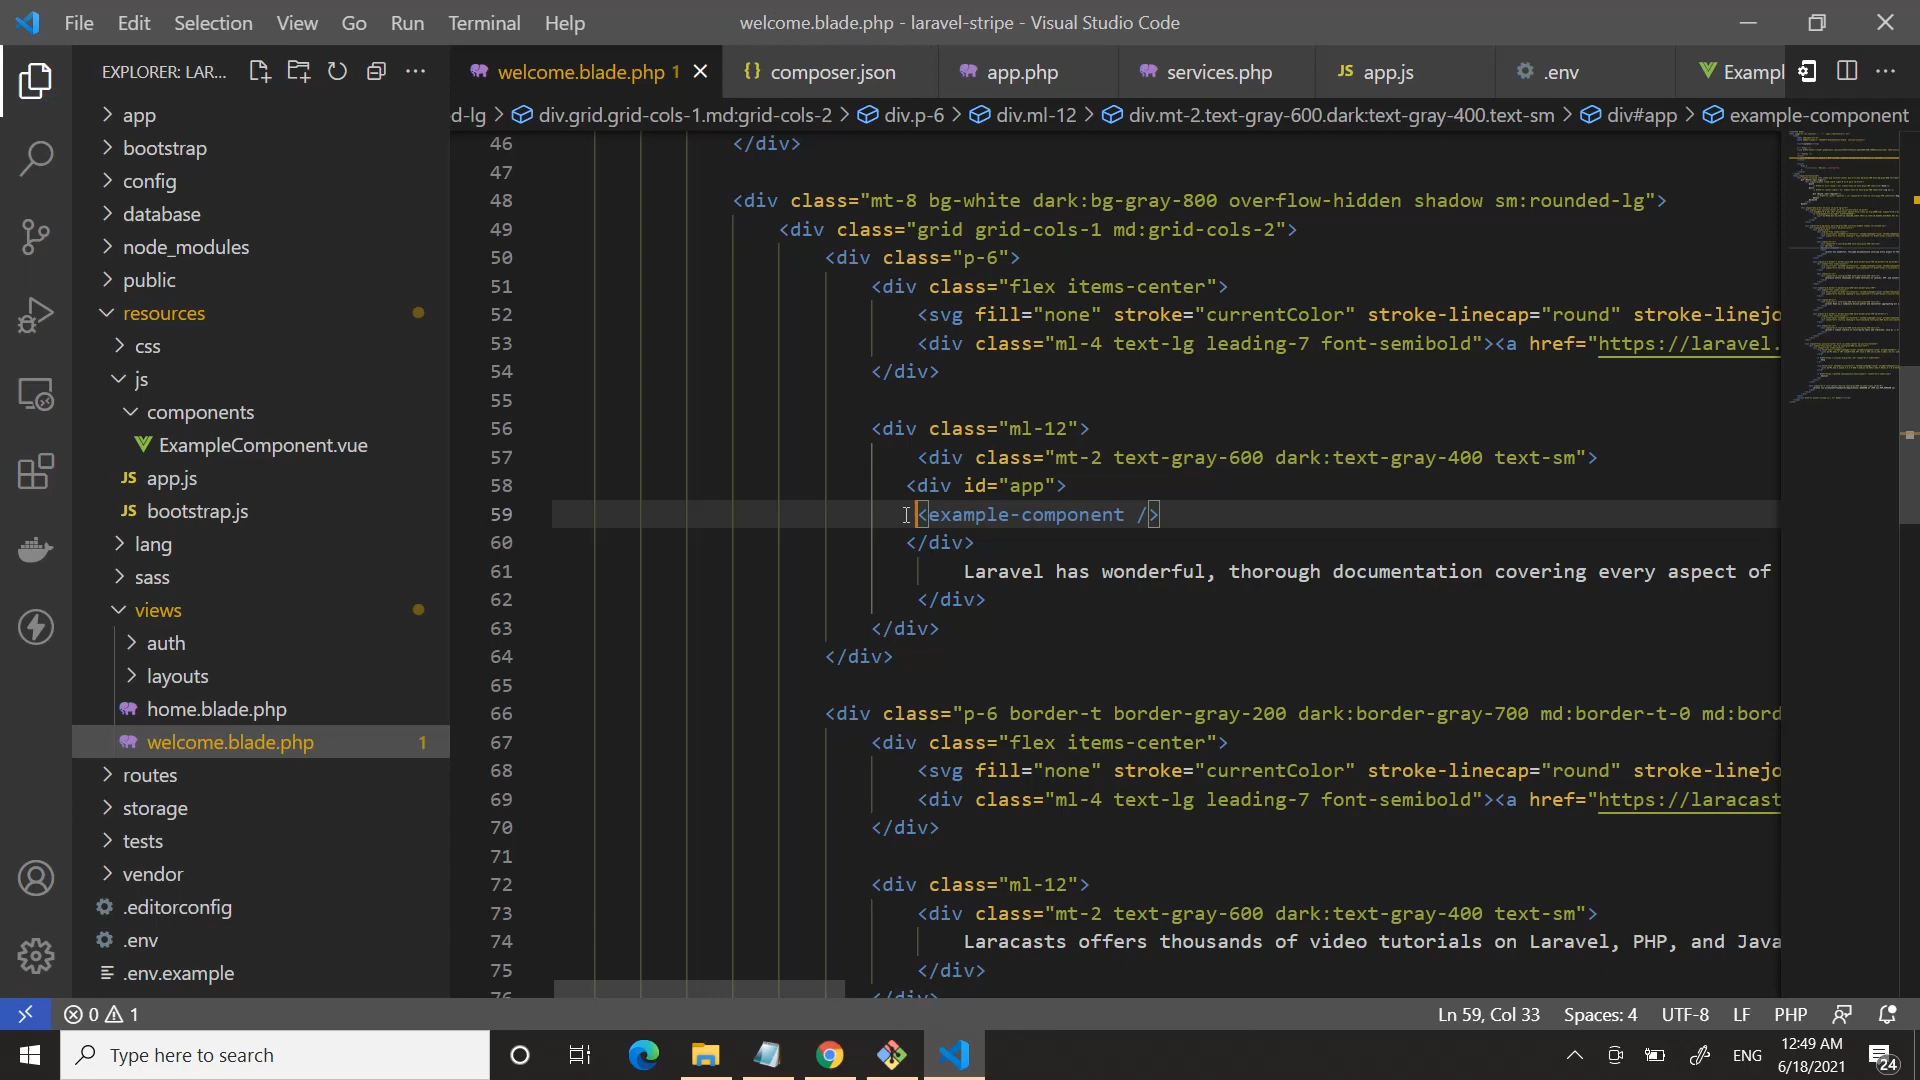 File Edit Selection View Go Run Terminal Help
welcome.blade.php - laravel-stripe - Visual Studio Code
EXPLORER: LAR...
welcome.blade.php 1
composer.json
app.php
services.php
JS app.js
.env
Exampl
d-lg > div.grid.grid-cols-1.md:grid-cols-2 > div.p-6 > div.ml-12 > div.mt-2.text-gray-600.dark:text-gray-400.text-sm > div#app > example-component
app
bootstrap
config
database
node_modules
public
resources
css
js
components
ExampleComponent.vue
JS app.js
JS bootstrap.js
lang
sass
views
auth
layouts
home.blade.php
welcome.blade.php 1
routes
storage
tests
vendor
.editorconfig
.env
.env.example
46 </div>
47
48 <div class="mt-8 bg-white dark:bg-gray-800 overflow-hidden shadow sm:rounded-lg">
49 <div class="grid grid-cols-1 md:grid-cols-2">
50 <div class="p-6">
51 <div class="flex items-center">
52 <svg fill="none" stroke="currentColor" stroke-linecap="round" stroke-linejo
53 <div class="ml-4 text-lg leading-7 font-semibold"><a href="https://laravel.
54 </div>
55
56 <div class="ml-12">
57 <div class="mt-2 text-gray-600 dark:text-gray-400 text-sm">
58 <div id="app">
59 <example-component />
60 </div>
61 Laravel has wonderful, thorough documentation covering every aspect of
62 </div>
63 </div>
64 </div>
65
66 <div class="p-6 border-t border-gray-200 dark:border-gray-700 md:border-t-0 md:bord
67 <div class="flex items-center">
68 <svg fill="none" stroke="currentColor" stroke-linecap="round" stroke-linejo
69 <div class="ml-4 text-lg leading-7 font-semibold"><a href="https://laracast
70 </div>
71
72 <div class="ml-12">
73 <div class="mt-2 text-gray-600 dark:text-gray-400 text-sm">
74 Laracasts offers thousands of video tutorials on Laravel, PHP, and Java
75 </div>
76 </div>
0 1
Ln 59, Col 33 Spaces: 4 UTF-8 LF PHP
Type here to search
ENG
12:49 AM
6/18/2021
24